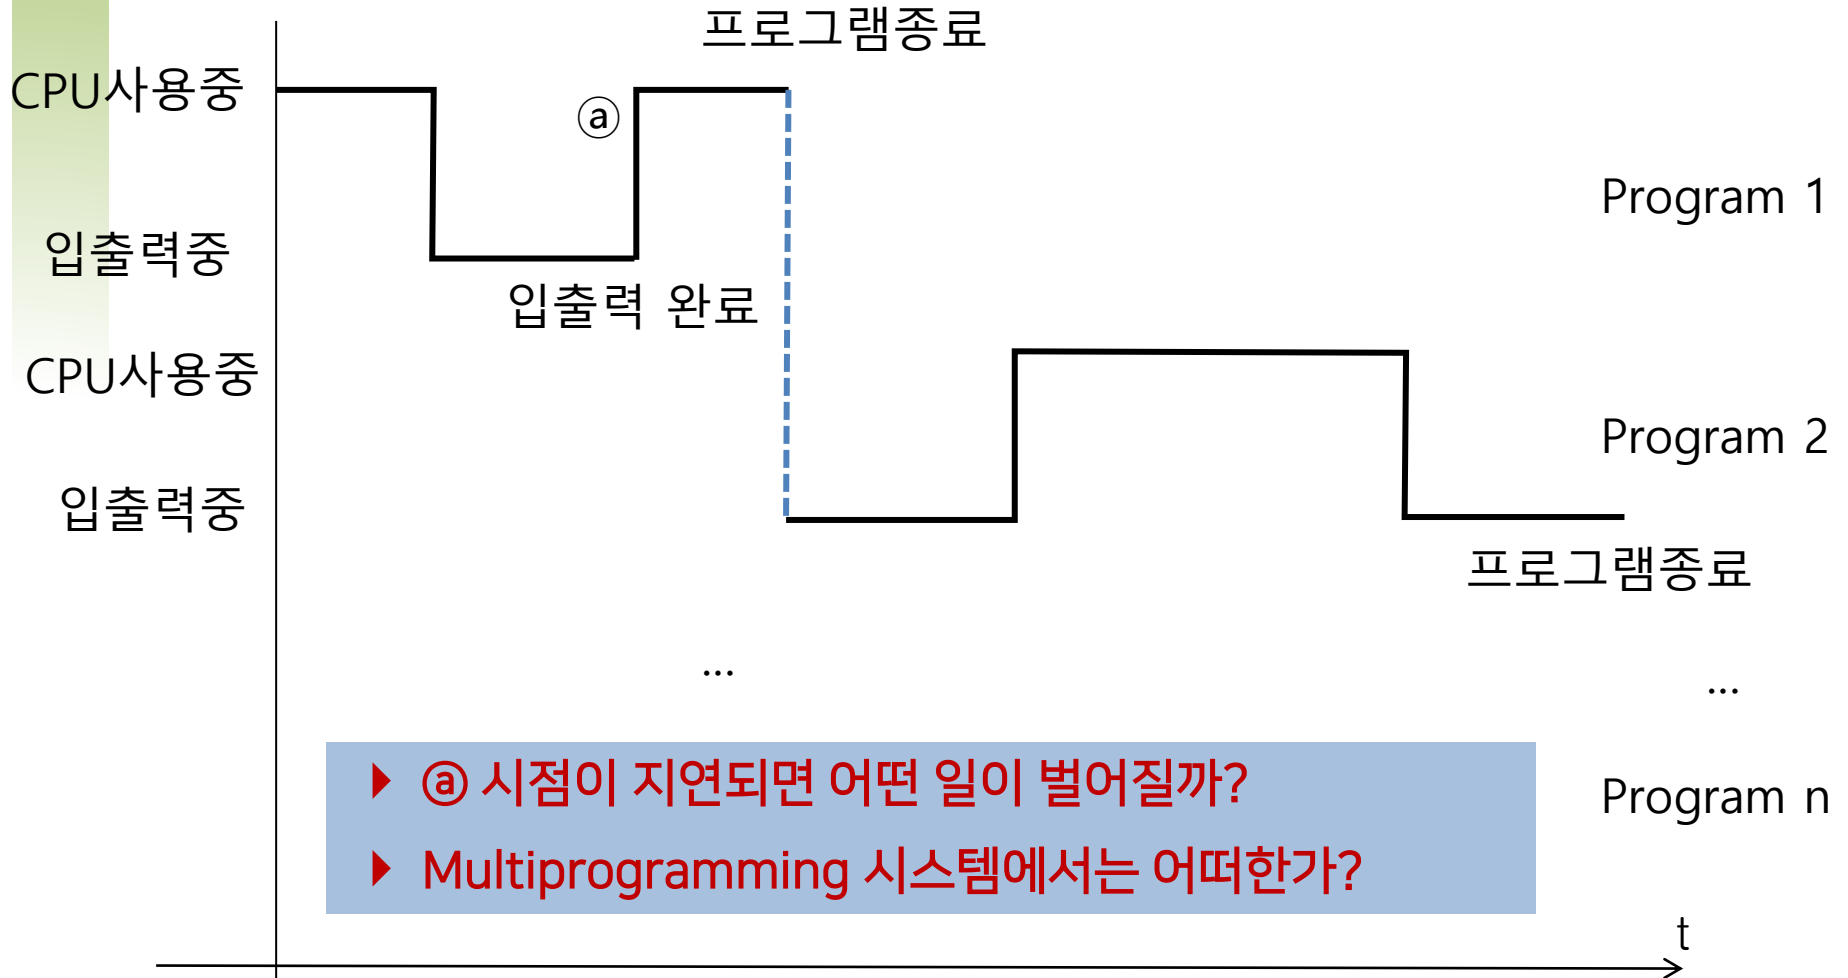 프로그램종료
CPU사용중
ⓐ
Program 1
입출력중
입출력 완료
CPU사용중
Program 2
입출력중
프로그램종료
...
...
ⓐ 시점이 지연되면 어떤 일이 벌어질까?
Program n
Multiprogramming 시스템에서는 어떠한가?
t